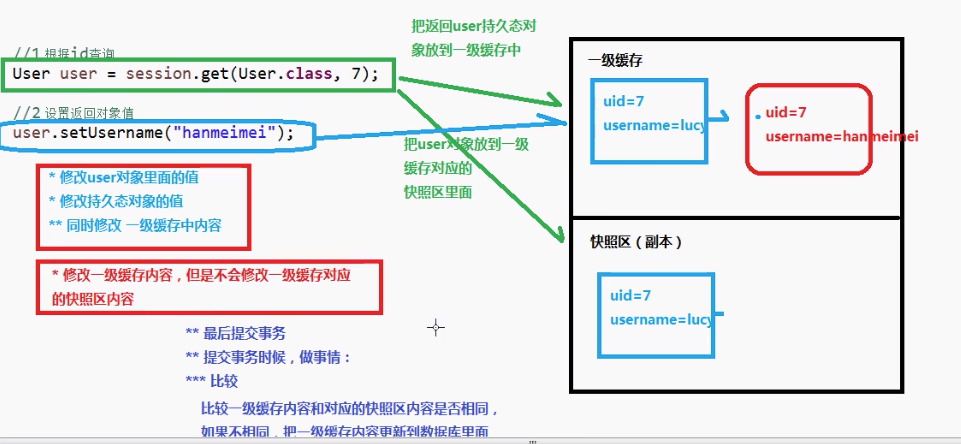 //1 根据id查询
User user = session.get(User.class, 7);
//2 设置返回对象值
user.setUsername("hanmeimei");
* 修改user对象里面的值
* 修改持久态对象的值
** 同时修改 一级缓存中内容
* 修改一级缓存内容，但是不会修改一级缓存对应
的快照区内容
** 最后提交事务
** 提交事务时候，做事情：
*** 比较
比较一级缓存内容和对应的快照区内容是否相同，
如果不相同，把一级缓存内容更新到数据库里面
把返回user持久态对
象放到一级缓存中
把user对象放到一级
缓存对应的
快照区里面
一级缓存
uid=7
username=lucy
uid=7
username=hanmeimei
快照区（副本）
uid=7
username=lucy